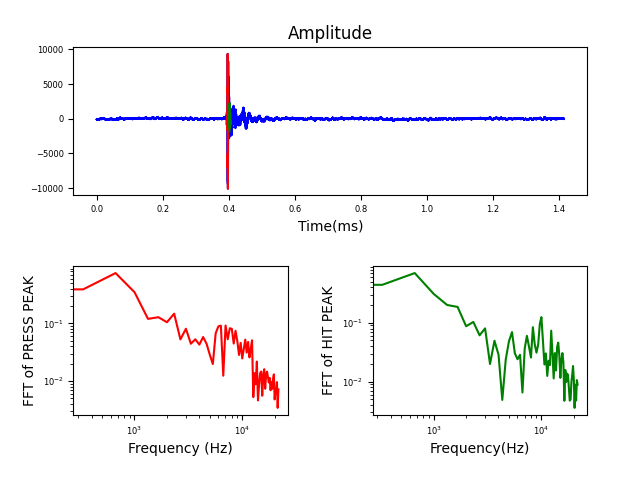 Amplitude
10000
5000
0
−5000
−10000
0.0 0.2 0.4 0.6 0.8 1.0 1.2 1.4
Time(ms)
FFT of PRESS PEAK
10⁻¹
10⁻²
10³ 10⁴
Frequency (Hz)
FFT of HIT PEAK
10⁻¹
10⁻²
10³ 10⁴
Frequency(Hz)